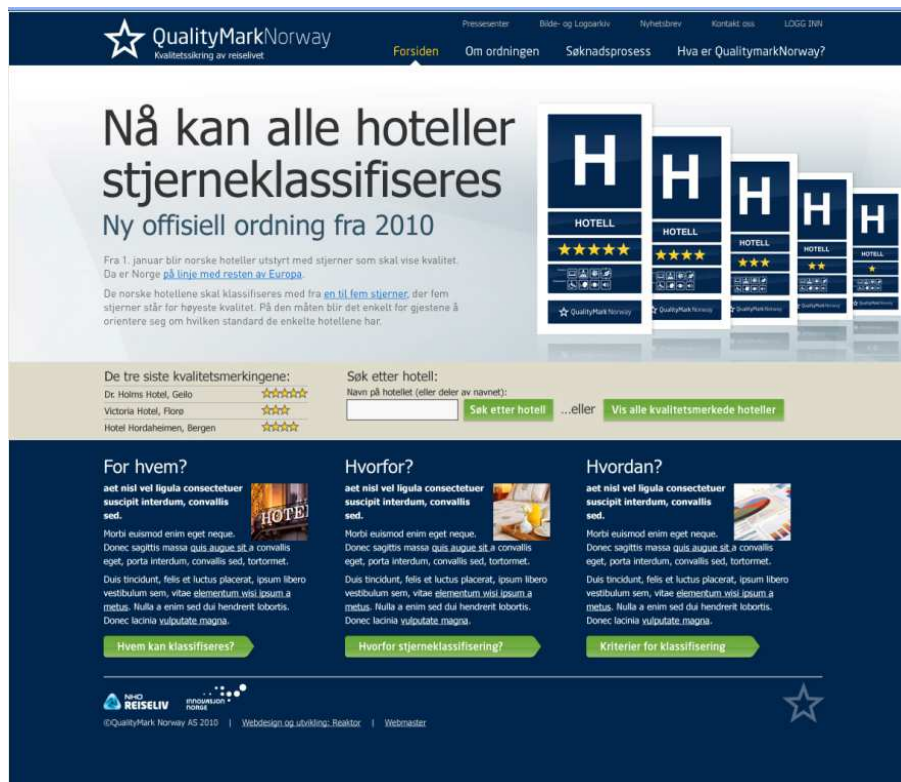 Pressesenter Bilde- og Logoarkiv Nyhetsbrev Kontakt oss LOGG INN
QualityMarkNorway
Kvalitetssikring av reiselivet
Forsiden Om ordningen Søknadsprosess Hva er QualitymarkNorway?
Nå kan alle hoteller
stjerneklassifiseres
Ny offisiell ordning fra 2010
Fra 1. januar blir norske hoteller utstyrt med stjerner som skal vise kvalitet.
Da er Norge på linje med resten av Europa.
De norske hotellene skal klassifiseres med fra en til fem stjerner, der fem
stjerner står for høyeste kvalitet. På den måten blir det enkelt for gjestene å
orientere seg om hvilken standard de enkelte hotellene har.
H
HOTELL
QualityMark Norway
H
HOTELL
QualityMark Norway
H
HOTELL
QualityMark Norway
H
HOTELL
QualityMark Norway
H
HOTELL
QualityMark Norway
De tre siste kvalitetsmerkingene:
Dr. Holms Hotel, Geilo
Victoria Hotel, Florø
Hotel Hordaheimen, Bergen
Søk etter hotell:
Navn på hotellet (eller deler av navnet):
Søk etter hotell ...eller Vis alle kvalitetsmerkede hoteller
For hvem?
aet nisl vel ligula consectetuer
suscipit interdum, convallis
sed.
HOTEL
Morbi euismod enim eget neque.
Donec sagittis massa quis augue sit a convallis
eget, porta interdum, convallis sed, tortormet.
Duis tincidunt, felis et luctus placerat, ipsum libero
vestibulum sem, vitae elementum wisi ipsum a
metus. Nulla a enim sed dui hendrerit lobortis.
Donec lacinia vulputate magna.
Hvem kan klassifiseres?
Hvorfor?
aet nisl vel ligula consectetuer
suscipit interdum, convallis
sed.
Morbi euismod enim eget neque.
Donec sagittis massa quis augue sit a convallis
eget, porta interdum, convallis sed, tortormet.
Duis tincidunt, felis et luctus placerat, ipsum libero
vestibulum sem, vitae elementum wisi ipsum a
metus. Nulla a enim sed dui hendrerit lobortis.
Donec lacinia vulputate magna.
Hvorfor stjerneklassifisering?
Hvordan?
aet nisl vel ligula consectetuer
suscipit interdum, convallis
sed.
Morbi euismod enim eget neque.
Donec sagittis massa quis augue sit a convallis
eget, porta interdum, convallis sed, tortormet.
Duis tincidunt, felis et luctus placerat, ipsum libero
vestibulum sem, vitae elementum wisi ipsum a
metus. Nulla a enim sed dui hendrerit lobortis.
Donec lacinia vulputate magna.
Kriterier for klassifisering
NHO
REISELIV
INNOVASJON
NORGE
©QualityMark Norway AS 2010 | Webdesign og utvikling: Reaktor | Webmaster